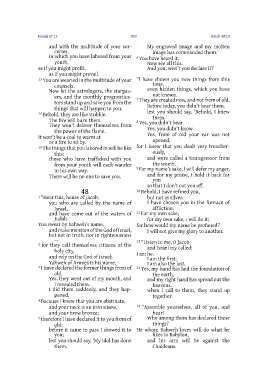 Isaiah 47:13
903
Isaiah 48:14
and with the multitude of your sor-
ceries,
in which you have labored from your
youth,
as if you might profit,
as if you might prevail.
13 You are wearied in the multitude of your
counsels.
Now let the astrologers, the stargaz-
ers, and the monthly prognostica-
tors stand up and save you from the
things that will happen to you.
14 Behold, they are like stubble.
The fire will burn them.
They won’t deliver themselves from
the power of the flame.
It won’t be a coal to warm at
or a fire to sit by.
15 The things that you labored in will be like
this:
those who have trafficked with you
from your youth will each wander
in his own way.
There will be no one to save you.
48
1 “Hear this, house of Jacob,
you who are called by the name of
Israel,
and have come out of the waters of
Judah.
You swear by Yahweh’s name,
and make mention of the God of Israel,
but not in truth, nor in righteousness—
2 for they call themselves citizens of the
holy city,
and rely on the God of Israel;
Yahweh of Armies is his name.
3 I have declared the former things from of
old.
Yes, they went out of my mouth, and
I revealed them.
I did them suddenly, and they hap-
pened.
4 Because I knew that you are obstinate,
and your neck is an iron sinew,
and your brow bronze;
5 therefore I have declared it to you from of
old;
before it came to pass I showed it to
you;
lest you should say, ‘My idol has done
them.
My engraved image and my molten
image has commanded them.’
6 You have heard it.
Now see all this.
And you, won’t you declare it?
“I have shown you new things from this
time,
even hidden things, which you have
not known.
7 They are created now, and not from of old.
Before today, you didn’t hear them,
lest you should say, ‘Behold, I knew
them.’
8 Yes, you didn’t hear.
Yes, you didn’t know.
Yes, from of old your ear was not
opened,
for I knew that you dealt very treacher-
ously,
and were called a transgressor from
the womb.
9 For my name’s sake, I will defer my anger,
and for my praise, I hold it back for
you
so that I don’t cut you off.
10 Behold, I have refined you,
but not as silver.
I have chosen you in the furnace of
affliction.
11 For my own sake,
for my own sake, I will do it;
for how would my name be profaned?
I will not give my glory to another.
12 “Listen to me, O Jacob,
and Israel my called:
I am he.
I am the first.
I am also the last.
13 Yes, my hand has laid the foundation of
the earth,
and my right hand has spread out the
heavens.
when I call to them, they stand up
together.
14 “Assemble yourselves, all of you, and
hear!
Who among them has declared these
things?
He whom Yahweh loves will do what he
likes to Babylon,
and his arm will be against the
Chaldeans.